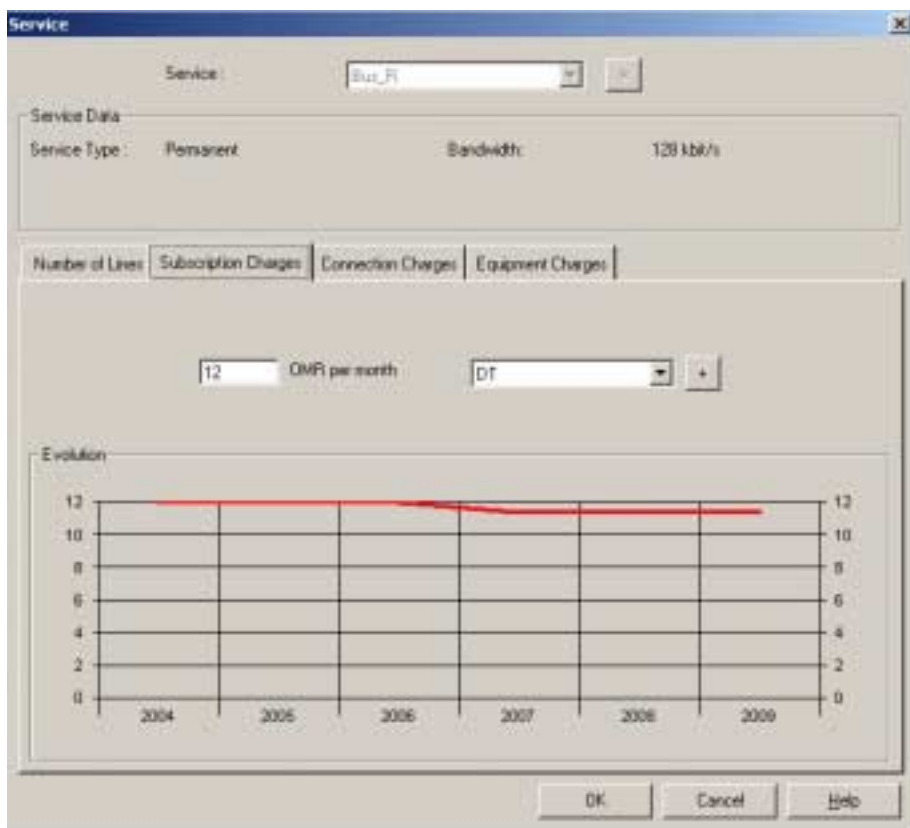 Service
Service :
Service Data
Service Type : Permanent Bandwidth: 128 kbit/s
Number of Lines Subscription Charges Connection Charges Equipment Charges
12 OMR per month DT +
Evolution
12 12
10 10
8 8
6 6
4 4
2 2
0 0
2004 2005 2006 2007 2008 2009
OK Cancel Help